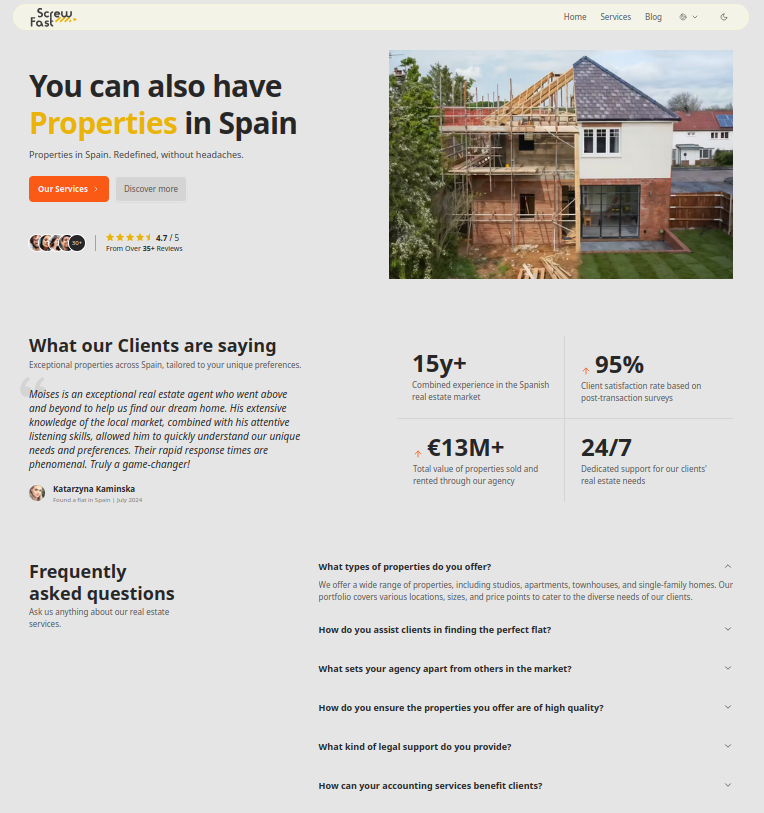 Screw
Fast
Home
Services
Blog
You can also have
Properties in Spain
Properties in Spain. Redefined, without headaches.
Our Services
Discover more
30+
4.7 / 5
From Over 35+ Reviews
What our Clients are saying
Exceptional properties across Spain, tailored to your unique preferences.
“
Moises is an exceptional real estate agent who went above
and beyond to help us find our dream home. His extensive
knowledge of the local market, combined with his attentive
listening skills, allowed him to quickly understand our unique
needs and preferences. Their rapid response times are
phenomenal. Truly a game-changer!
Katarzyna Kaminska
Found a flat in Spain | July 2024
15y+
Combined experience in the Spanish
real estate market
95%
Client satisfaction rate based on
post-transaction surveys
€13M+
Total value of properties sold and
rented through our agency
24/7
Dedicated support for our clients'
real estate needs
Frequently
asked questions
Ask us anything about our real estate
services.
What types of properties do you offer?
We offer a wide range of properties, including studios, apartments, townhouses, and single-family homes. Our
portfolio covers various locations, sizes, and price points to cater to the diverse needs of our clients.
How do you assist clients in finding the perfect flat?
What sets your agency apart from others in the market?
How do you ensure the properties you offer are of high quality?
What kind of legal support do you provide?
How can your accounting services benefit clients?